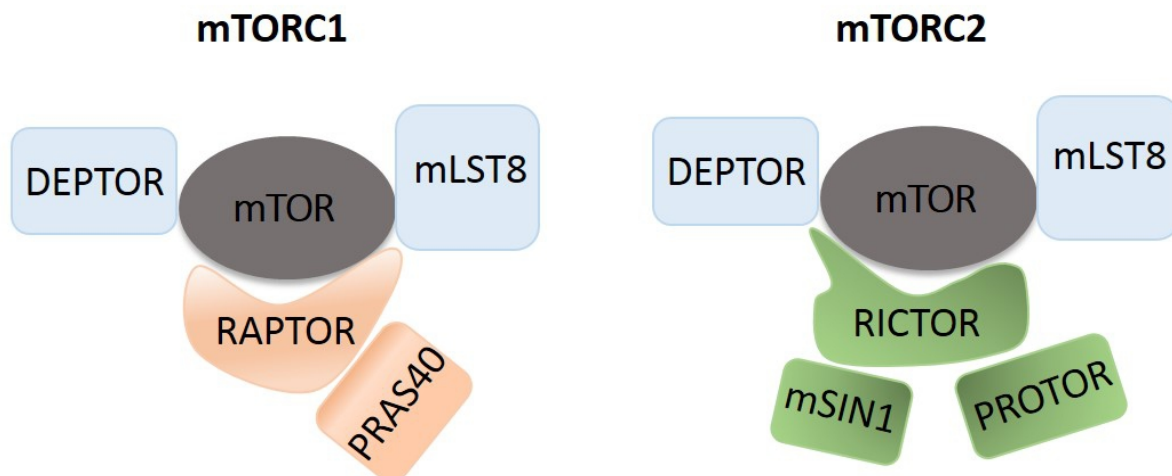 mTORC1
DEPTOR
mTOR
mLST8
RAPTOR
PRAS40
mTORC2
DEPTOR
mTOR
mLST8
RICTOR
mSIN1
PROTOR